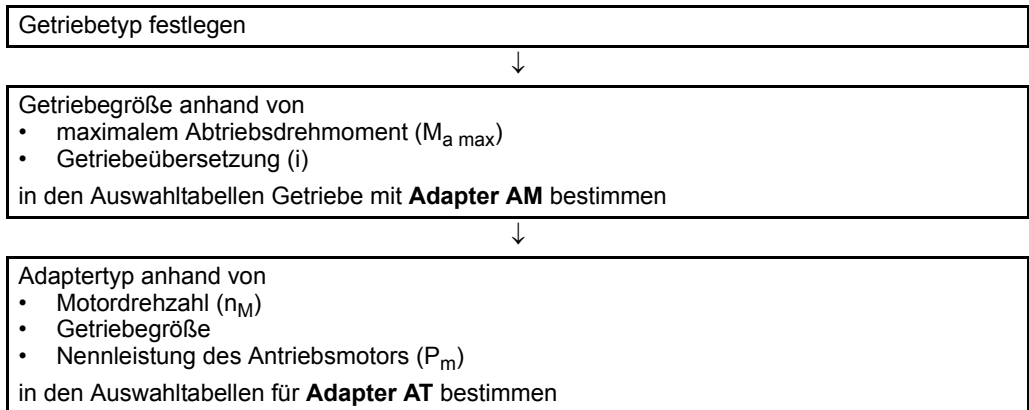 Getriebetyp festlegen
↓
Getriebegröße anhand von
• maximalem Abtriebsdrehmoment (Ma max)
• Getriebeübersetzung (i)
in den Auswahltabellen Getriebe mit Adapter AM bestimmen
↓
Adaptertyp anhand von
• Motordrehzahl (nM)
• Getriebegröße
• Nennleistung des Antriebsmotors (Pm)
in den Auswahltabellen für Adapter AT bestimmen